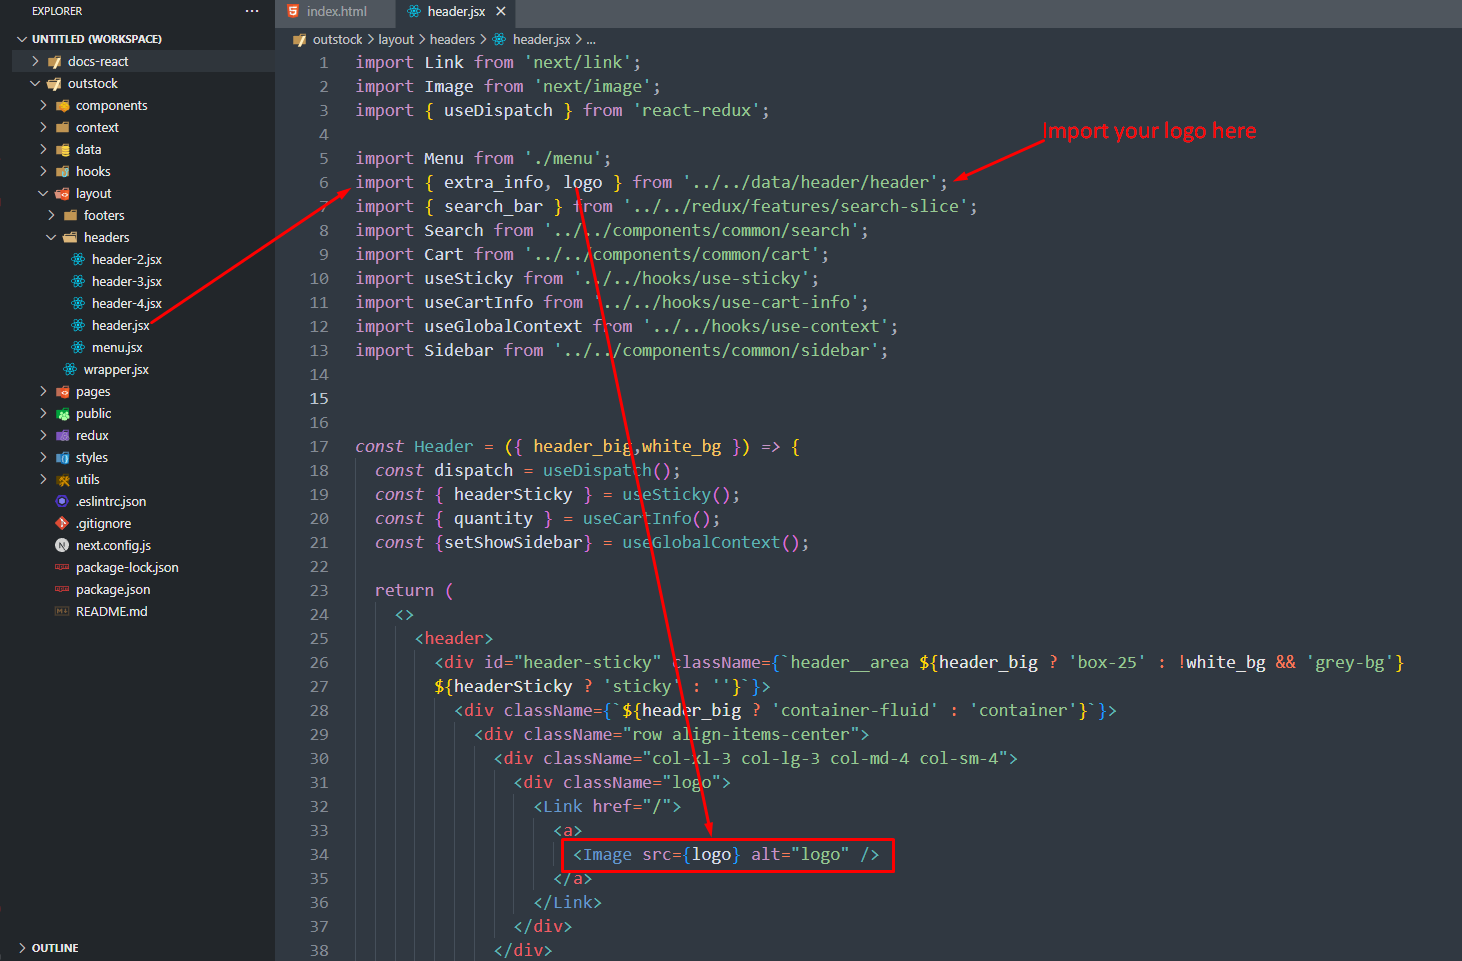 EXPLORER
···
UNTITLED (WORKSPACE)
docs-react
outstock
components
context
data
hooks
layout
footers
headers
header-2.jsx
header-3.jsx
header-4.jsx
header.jsx
menu.jsx
wrapper.jsx
pages
public
redux
styles
utils
.eslintrc.json
.gitignore
next.config.js
package-lock.json
package.json
README.md
OUTLINE
index.html
header.jsx
outstock > layout > headers > header.jsx > ...
1 import Link from 'next/link';
2 import Image from 'next/image';
3 import { useDispatch } from 'react-redux';
4
Import your logo here
5 import Menu from './menu';
6 import { extra_info, logo } from '../../data/header/header';
7 import { search_bar } from '../../redux/features/search-slice';
8 import Search from '../../components/common/search';
9 import Cart from '../../components/common/cart';
10 import useSticky from '../../hooks/use-sticky';
11 import useCartInfo from '../../hooks/use-cart-info';
12 import useGlobalContext from '../../hooks/use-context';
13 import Sidebar from '../../components/common/sidebar';
14
15
16
17 const Header = ({ header_big,white_bg }) => {
18 const dispatch = useDispatch();
19 const { headerSticky } = useSticky();
20 const { quantity } = useCartInfo();
21 const {setShowSidebar} = useGlobalContext();
22
23 return (
24 <>
25 <header>
26 <div id="header-sticky" className={`header__area ${header_big ? 'box-25' : !white_bg && 'grey-bg'}
27 ${headerSticky ? 'sticky' : ''}`}>
28 <div className={`${header_big ? 'container-fluid' : 'container'}`}>
29 <div className="row align-items-center">
30 <div className="col-xl-3 col-lg-3 col-md-4 col-sm-4">
31 <div className="logo">
32 <Link href="/">
33 <a>
34 <Image src={logo} alt="logo" />
35 </a>
36 </Link>
37 </div>
38 </div>